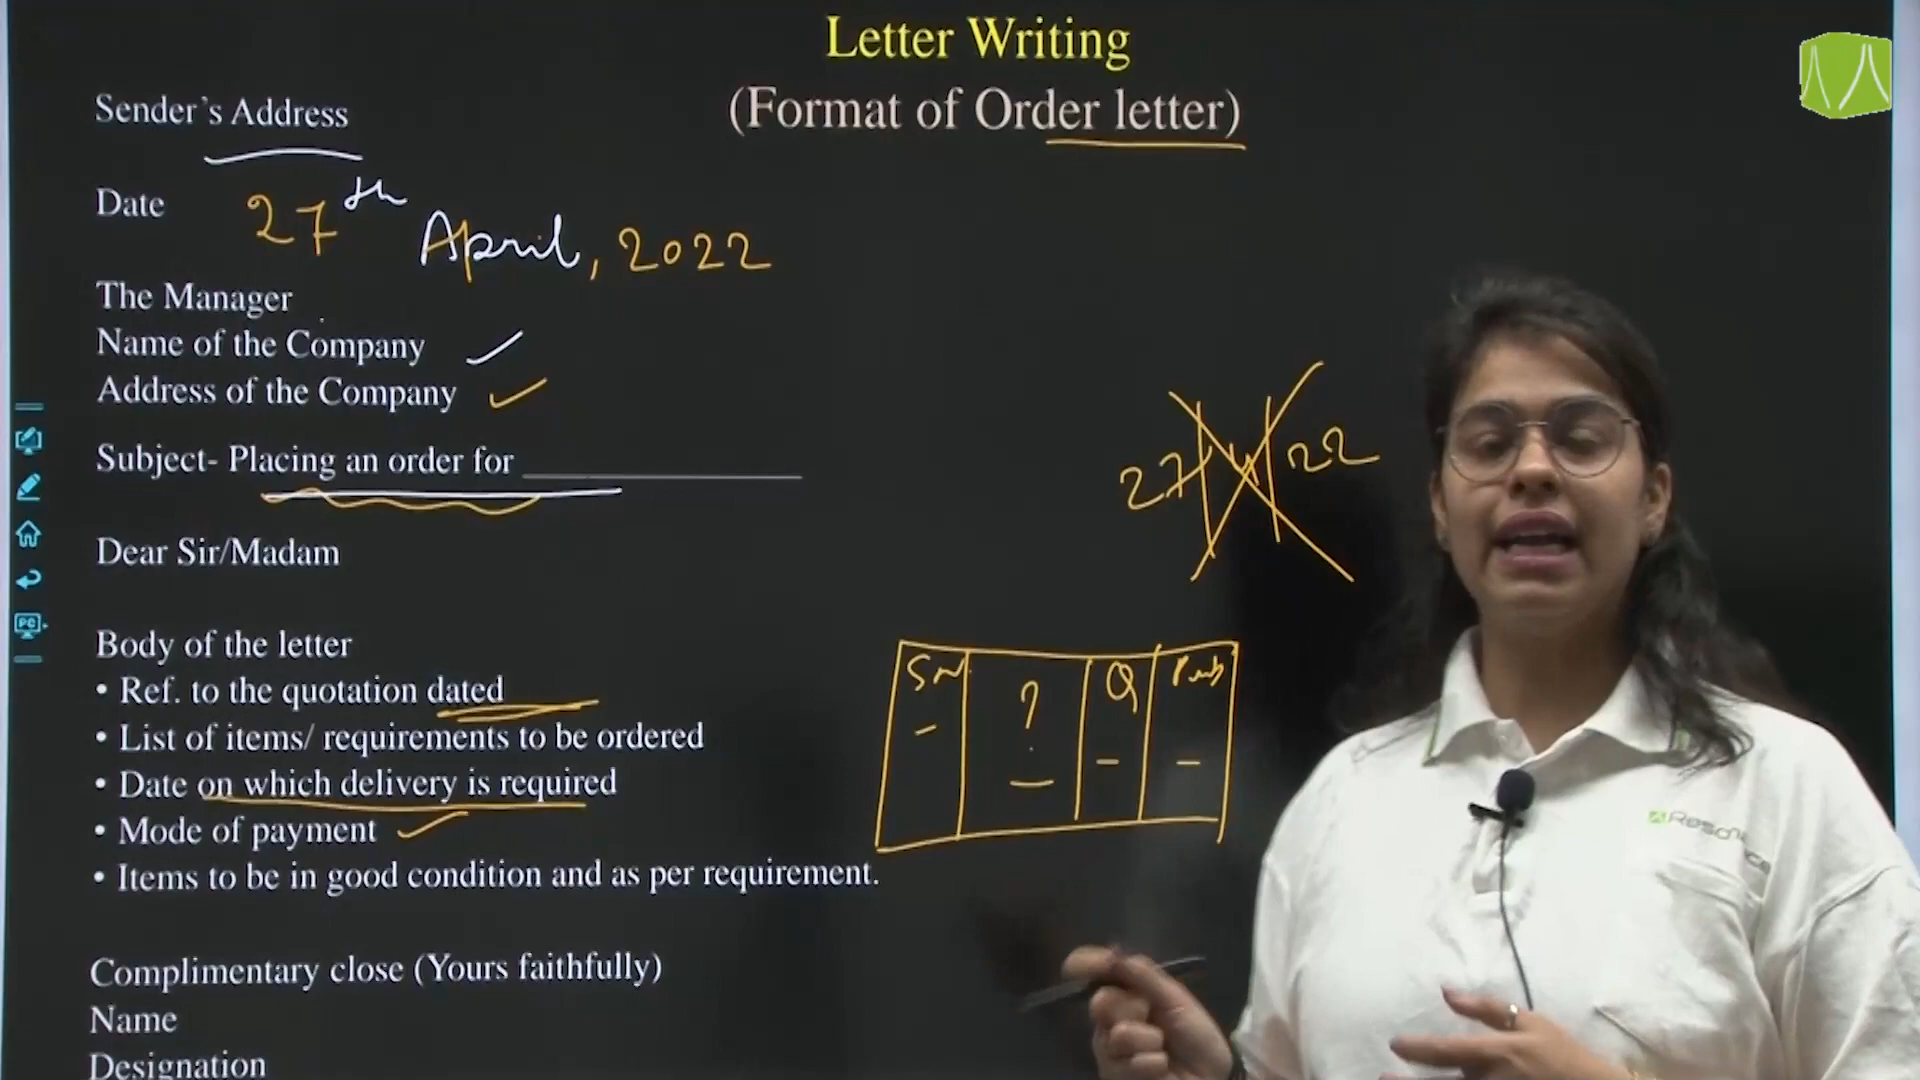 Letter Writing
(Format of Order letter)
Sender's Address
Date 27th April, 2022
The Manager
Name of the Company
Address of the Company
Subject- Placing an order for
Dear Sir/Madam
Body of the letter
• Ref. to the quotation dated
• List of items/ requirements to be ordered
• Date on which delivery is required
• Mode of payment
• Items to be in good condition and as per requirement.
Complimentary close (Yours faithfully)
Name
Designation
27/4/22
? Q
PC